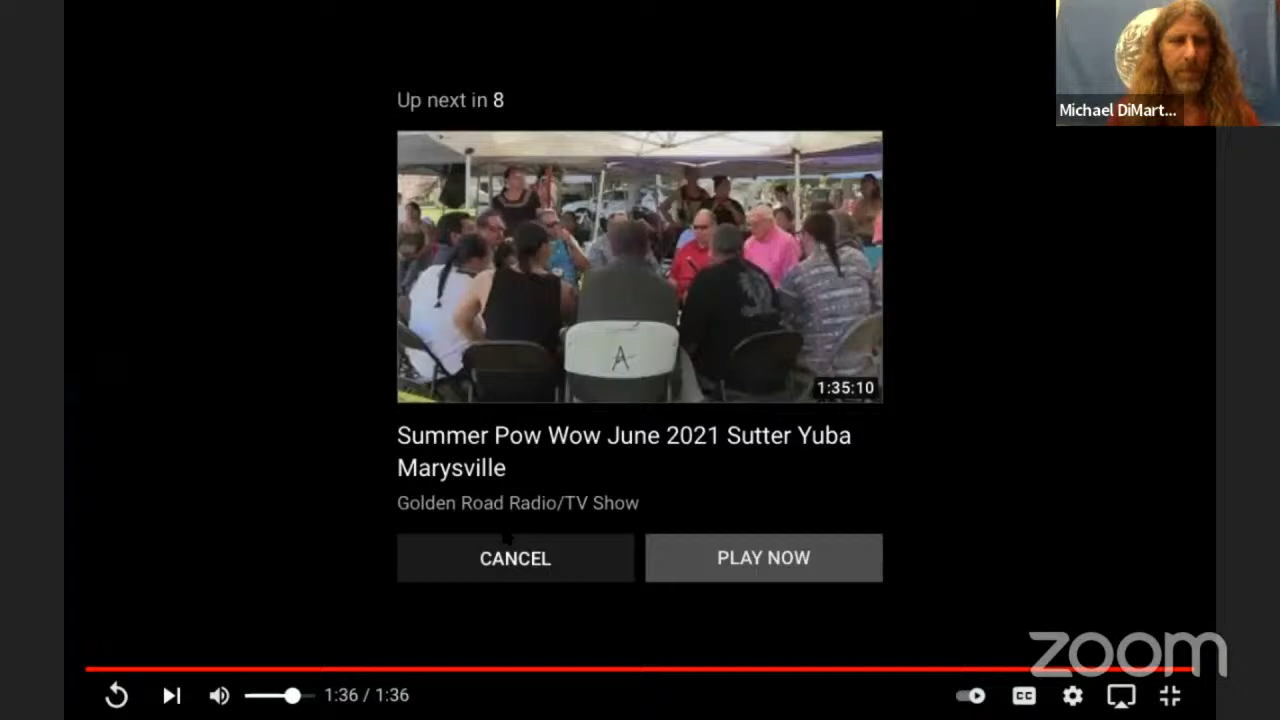 Michael DiMart...
Up next in 8
A
1:35:10
Summer Pow Wow June 2021 Sutter Yuba
Marysville
Golden Road Radio/TV Show
CANCEL
PLAY NOW
zoom
1:36 / 1:36
CC